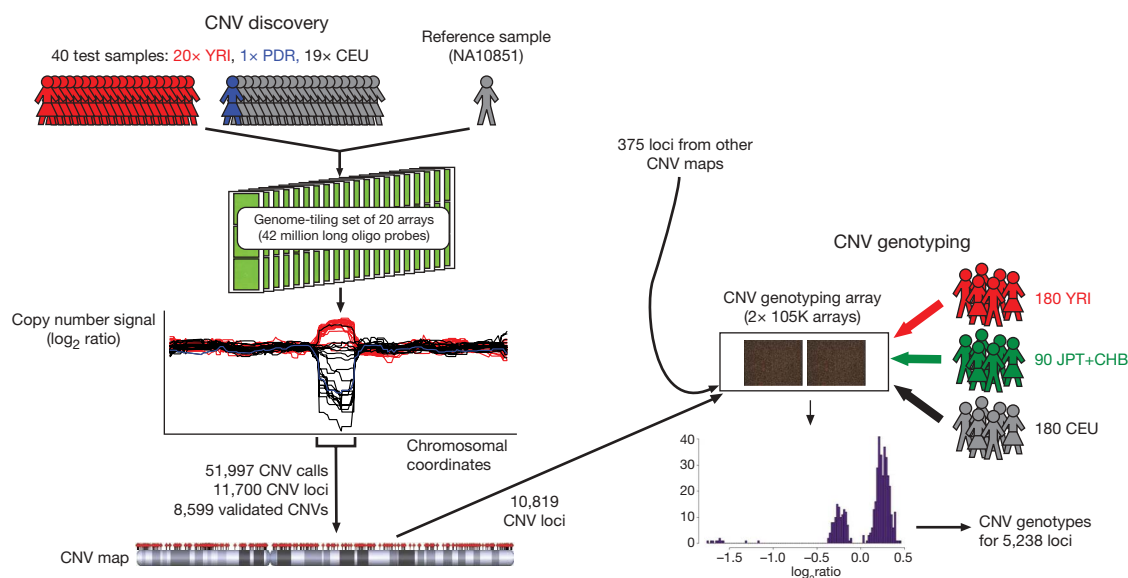 CNV discovery
40 test samples: 20× YRI, 1× PDR, 19× CEU
Reference sample
(NA10851)
Genome-tiling set of 20 arrays
(42 million long oligo probes)
Copy number signal
(log2 ratio)
Chromosomal
coordinates
51,997 CNV calls
11,700 CNV loci
8,599 validated CNVs
CNV map
10,819
CNV loci
375 loci from other
CNV maps
CNV genotyping
CNV genotyping array
(2× 105K arrays)
180 YRI
90 JPT+CHB
180 CEU
40
30
20
10
0
−1.5
−1.0
−0.5
0.0
0.5
log2ratio
CNV genotypes
for 5,238 loci